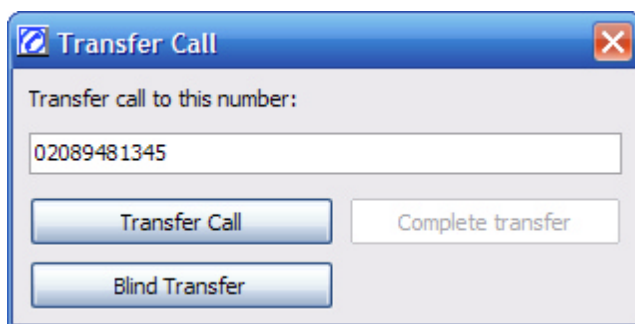 Transfer Call
Transfer call to this number:
02089481345
Transfer Call
Complete transfer
Blind Transfer